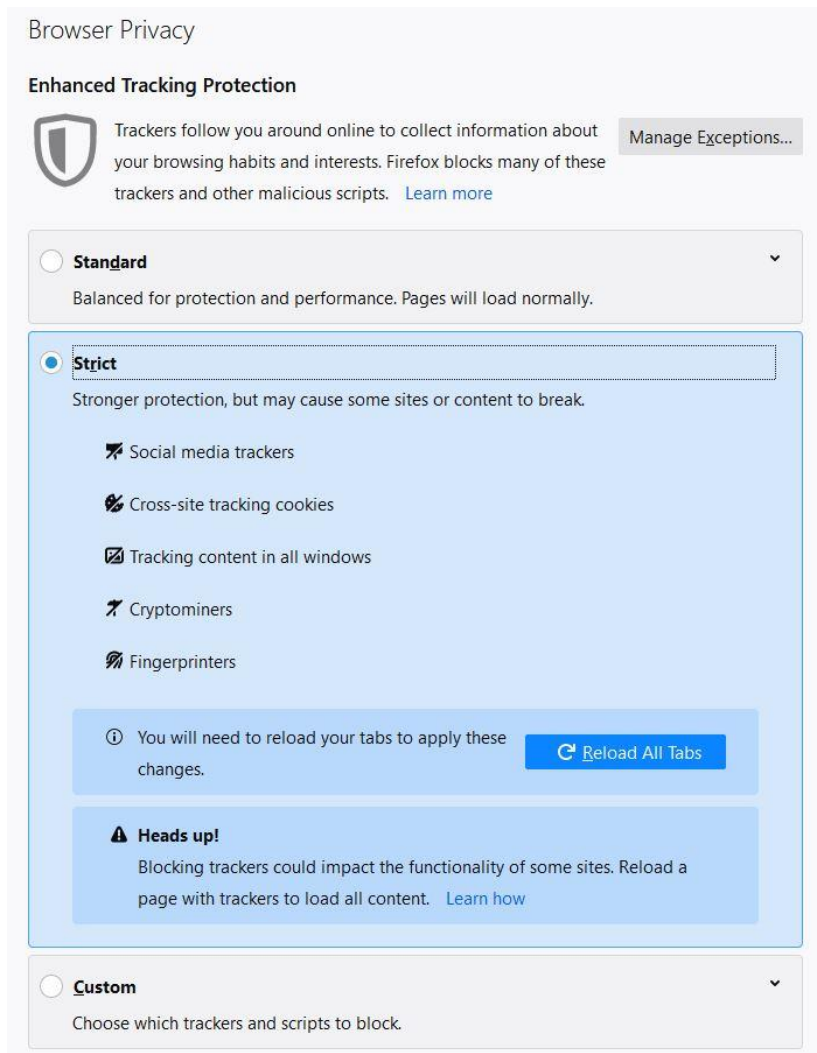 Browser Privacy
Enhanced Tracking Protection
Trackers follow you around online to collect information about
your browsing habits and interests. Firefox blocks many of these
trackers and other malicious scripts. Learn more
Manage Exceptions...
Standard
Balanced for protection and performance. Pages will load normally.
Strict
Stronger protection, but may cause some sites or content to break.
Social media trackers
Cross-site tracking cookies
Tracking content in all windows
Cryptominers
Fingerprinters
You will need to reload your tabs to apply these
changes.
Reload All Tabs
Heads up!
Blocking trackers could impact the functionality of some sites. Reload a
page with trackers to load all content. Learn how
Custom
Choose which trackers and scripts to block.